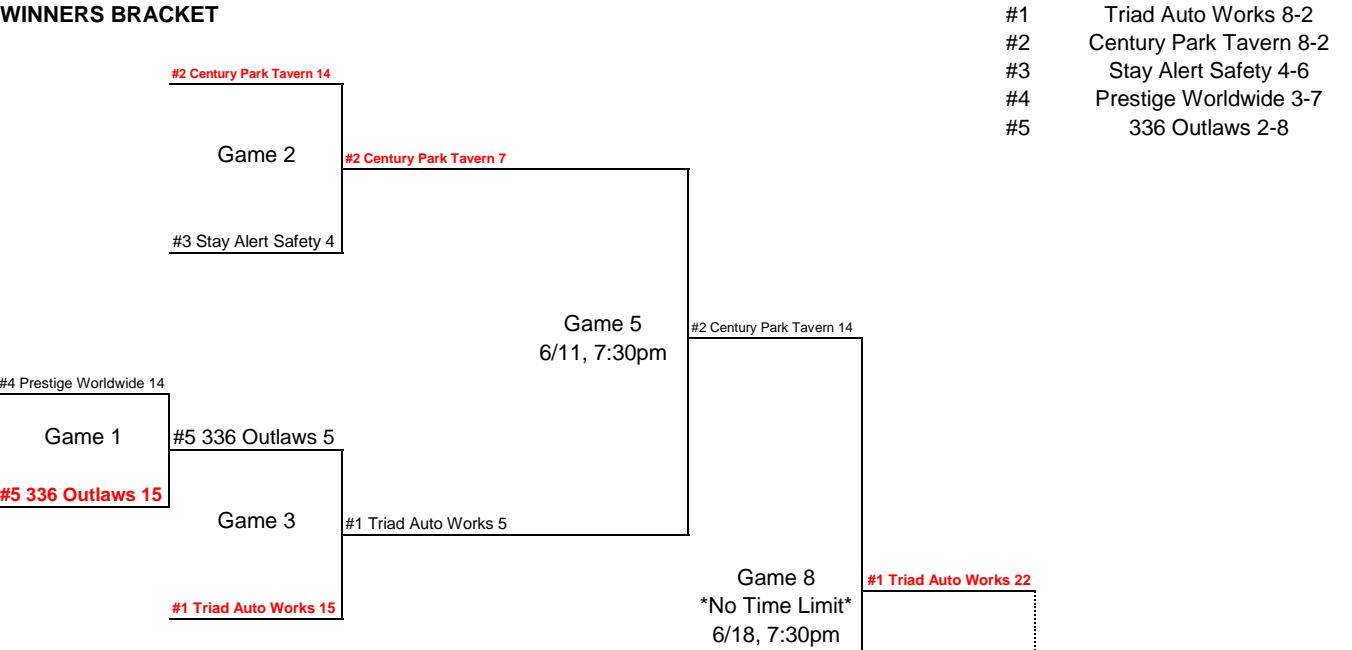 WINNERS BRACKET
#1 Triad Auto Works 8-2
#2 Century Park Tavern 8-2
#3 Stay Alert Safety 4-6
#4 Prestige Worldwide 3-7
#5 336 Outlaws 2-8
#2 Century Park Tavern 14
Game 2
#2 Century Park Tavern 7
#3 Stay Alert Safety 4
Game 5
6/11, 7:30pm
#2 Century Park Tavern 14
#4 Prestige Worldwide 14
Game 1
#5 336 Outlaws 5
#5 336 Outlaws 15
Game 3
#1 Triad Auto Works 5
#1 Triad Auto Works 15
Game 8
*No Time Limit*
6/18, 7:30pm
#1 Triad Auto Works 22